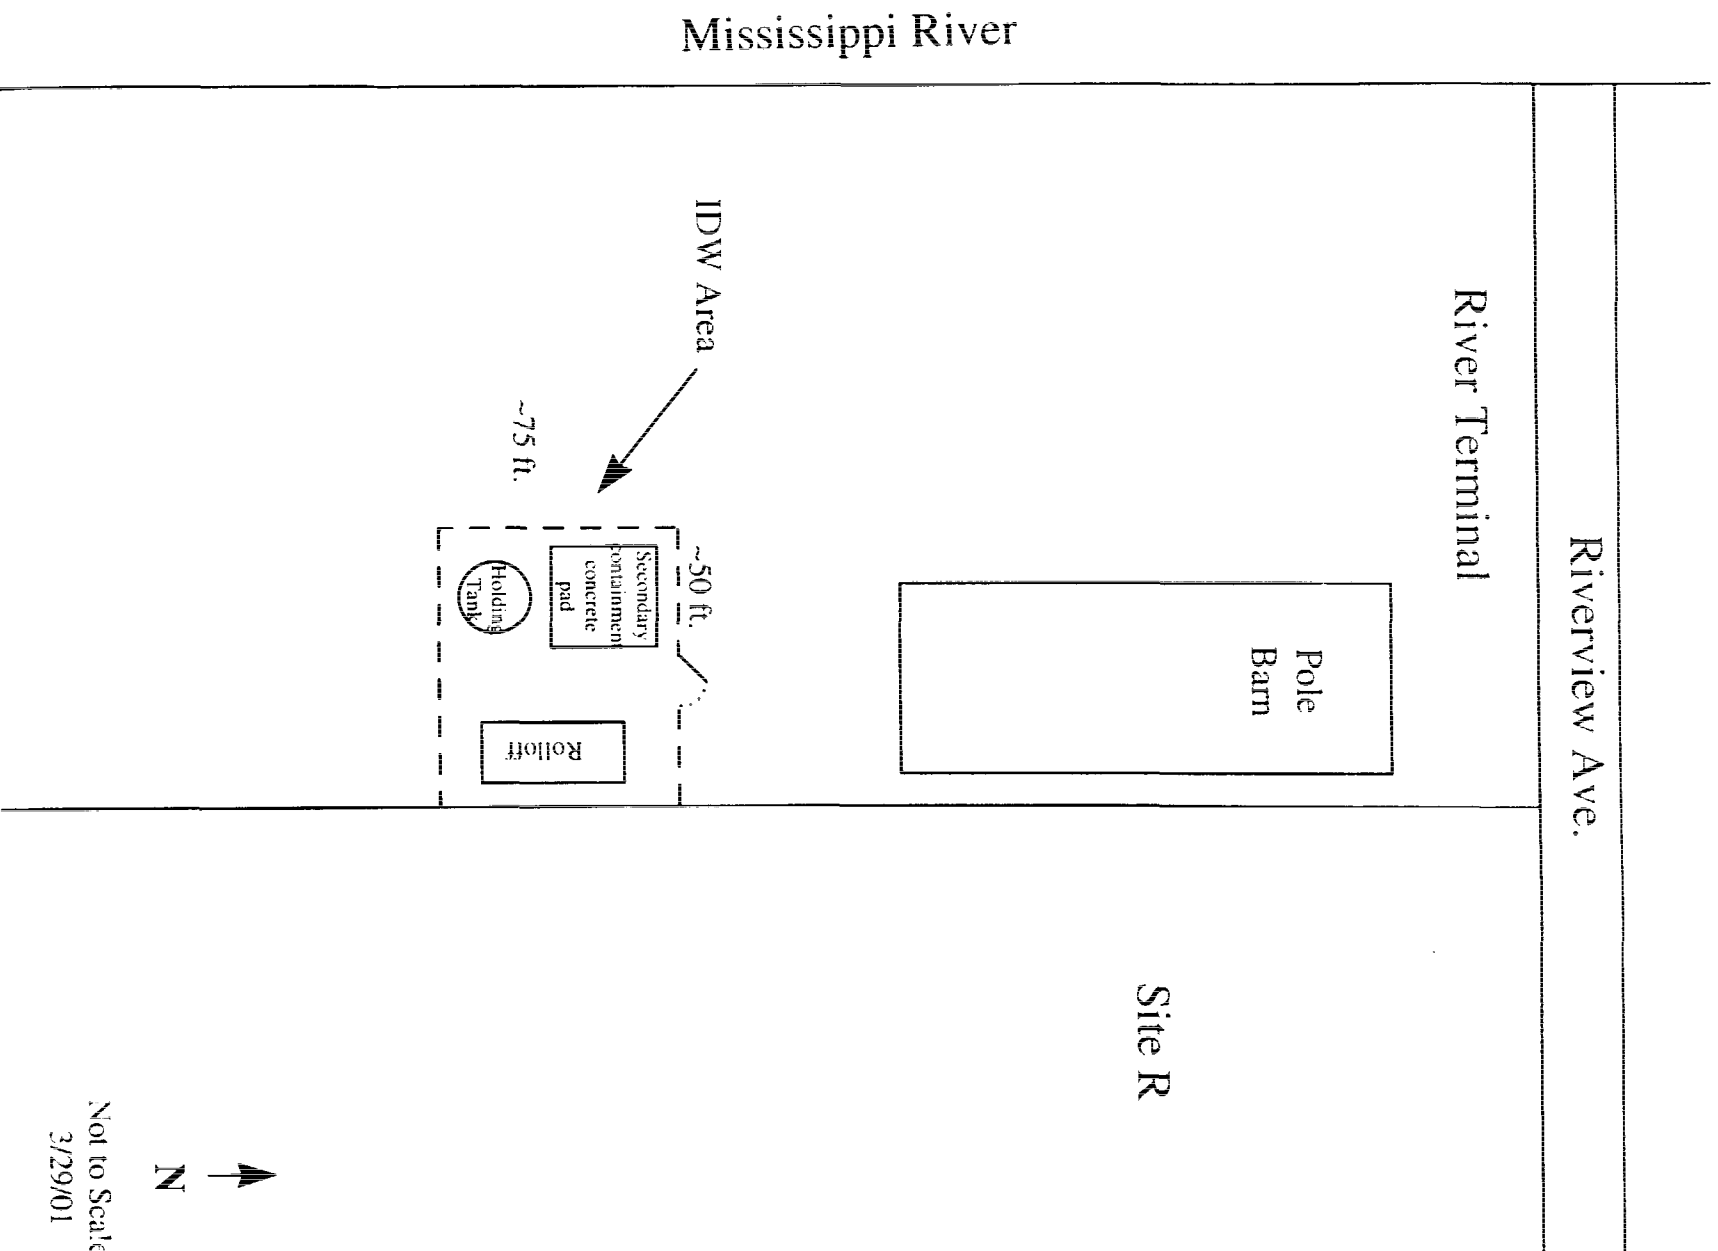 Mississippi River
Riverview Ave.
River Terminal
Pole
Barn
IDW Area
~50 ft.
~75 ft.
Secondary
containment
concrete
pad
Holding
Tank
Rolloff
Site R
N
Not to Scale
3/29/01